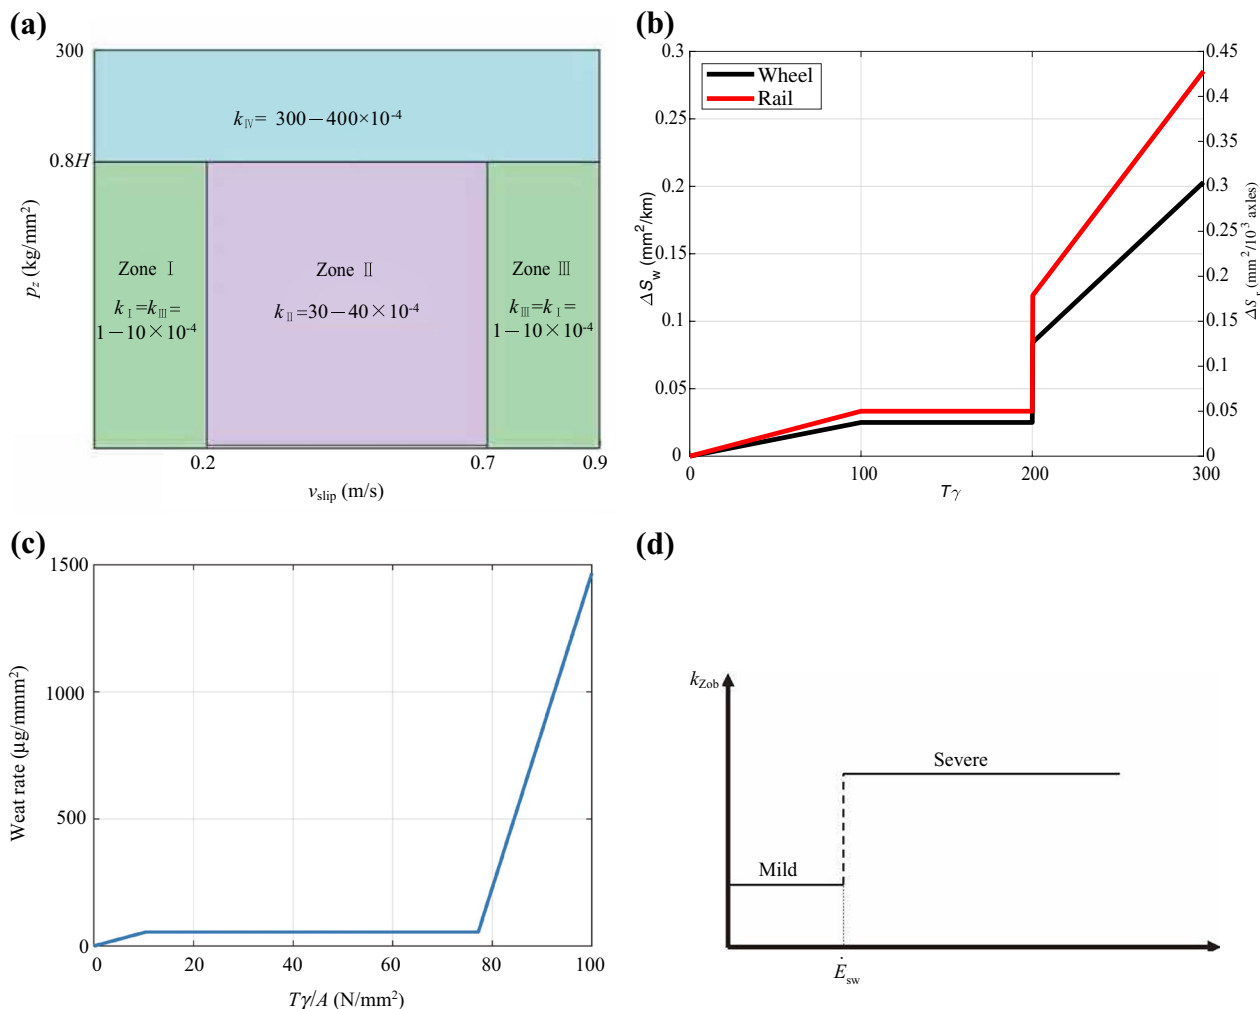 (a)
300
k_IV = 300－400×10^-4
0.8H
p_z (kg/mm²)
Zone Ⅰ
k_Ⅰ=k_Ⅲ=
1－10×10^-4
Zone Ⅱ
k_Ⅱ=30－40×10^-4
Zone Ⅲ
k_Ⅲ=k_Ⅰ=
1－10×10^-4
0.2
0.7
0.9
v_slip (m/s)
(b)
0.3
0.25
0.2
0.15
0.1
0.05
0
ΔS_w (mm²/km)
Wheel
Rail
0.45
0.4
0.35
0.3
0.25
0.2
0.15
0.1
0.05
0
ΔS_r (mm²/10^-3 axles)
0
100
200
300
Tγ
(c)
1500
1000
500
0
Weat rate (μg/mmm²)
0
20
40
60
80
100
Tγ/A (N/mm²)
(d)
k_Zob
Severe
Mild
Ė_sw